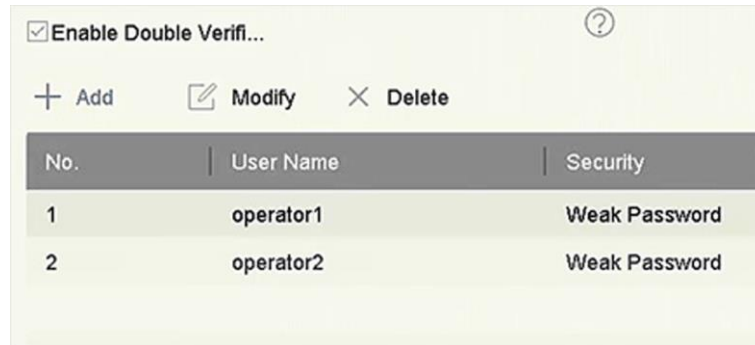 Enable Double Verifi...
?
Add Modify Delete
No. User Name Security
1 operator1 Weak Password
2 operator2 Weak Password